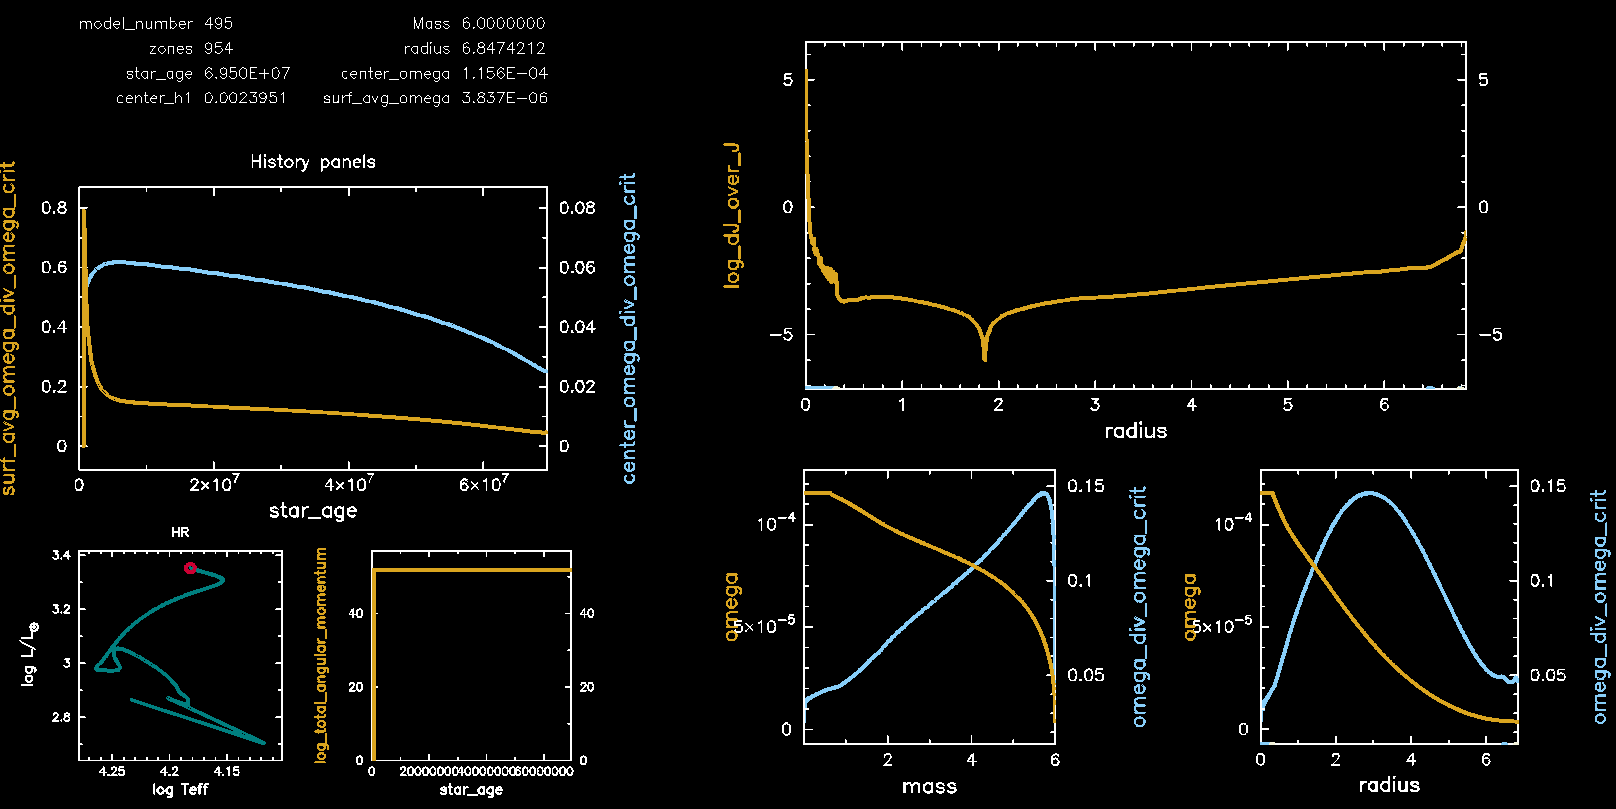 model_number 495 Mass 6.0000000
zones 954 radius 6.8474212
star_age 6.950E+07 center_omega 1.156E-04
center_h1 0.0023951 surf_avg_omega 3.837E-06
History panels
surf_avg_omega_div_omega_crit
0.8
0.6
0.4
0.2
0
0.08
0.06
0.04
0.02
0
center_omega_div_omega_crit
0 2×10⁷ 4×10⁷ 6×10⁷
star_age
HR
log L/L⊙
3.4
3.2
3
2.8
4.25 4.2 4.15
log Teff
log_total_angular_momentum
40
20
0
40
20
0
0 20000000 40000000 60000000
star_age
log_dJ_over_J
5
0
-5
5
0
-5
0 1 2 3 4 5 6
radius
omega
10⁻⁴
5×10⁻⁵
0
0.15
0.1
0.05
omega_div_omega_crit
2 4 6
mass
omega
10⁻⁴
5×10⁻⁵
0
0.15
0.1
0.05
omega_div_omega_crit
0 2 4 6
radius